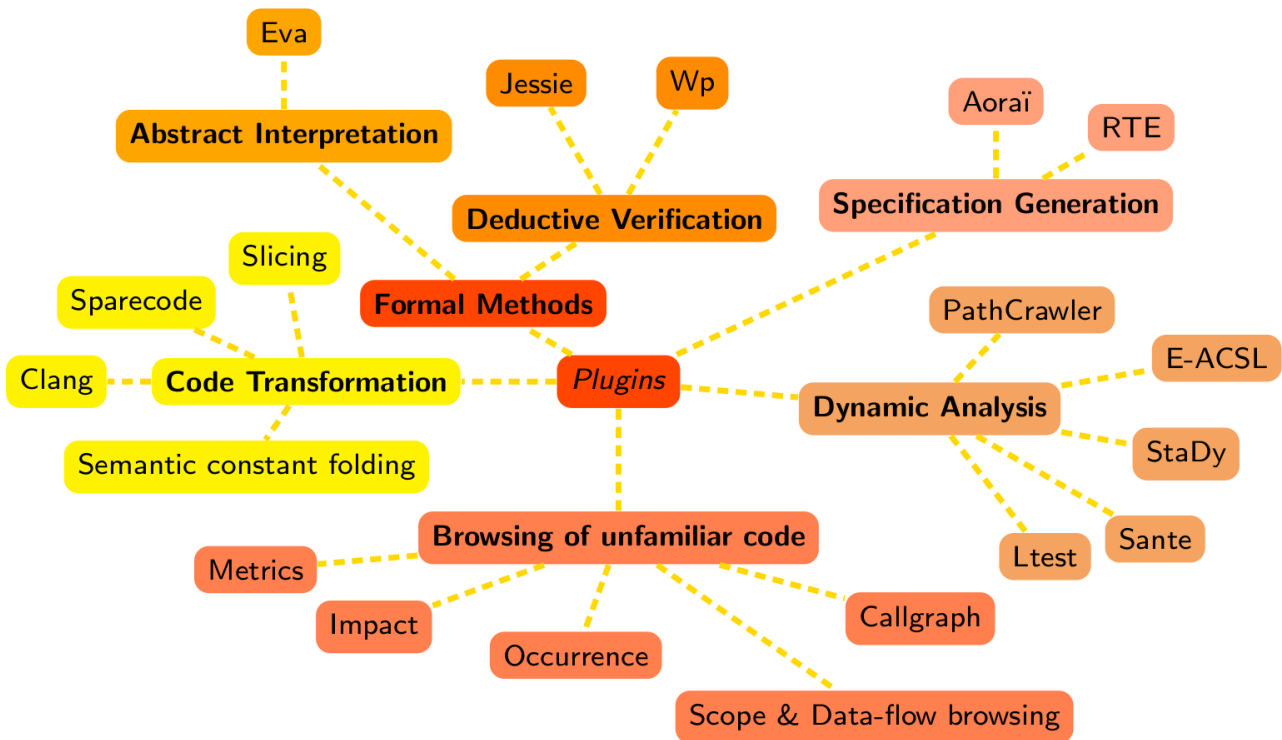 Eva
Jessie
Wp
Aoraï
RTE
Abstract Interpretation
Deductive Verification
Specification Generation
Slicing
Sparecode
Formal Methods
PathCrawler
Clang
Code Transformation
Plugins
E-ACSL
Dynamic Analysis
Semantic constant folding
StaDy
Browsing of unfamiliar code
Sante
Ltest
Metrics
Impact
Callgraph
Occurrence
Scope & Data-flow browsing